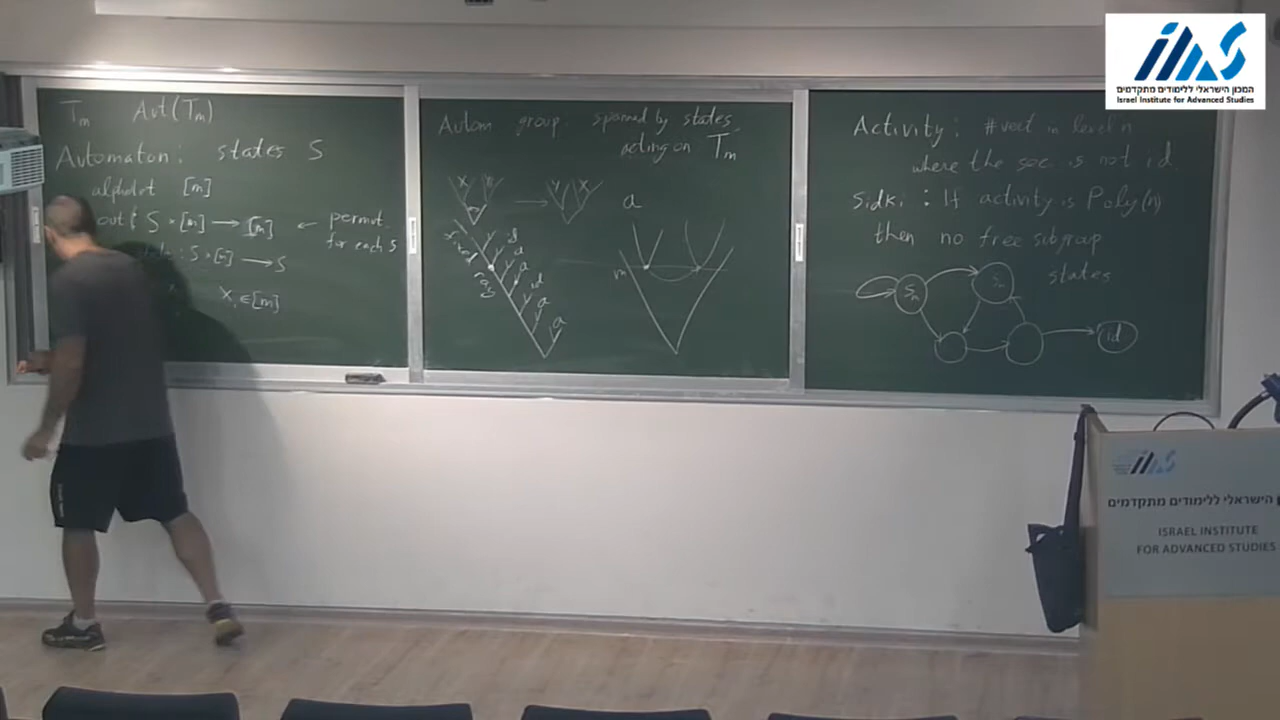 T_m Aut(T_m)
Automaton: states S
alphabet [m]
out: S × [m] → [m] ← permut. for each S
: S × [m] → S
X, ∈ [m]
Autom group spanned by states
acting on T_m
X Y → Y X
fixed ray
a
m
Activity: #vert in level n
where the sec. is not id.
Sidki: If activity is Poly(n)
then no free subgroup
states
id
המכון הישראלי ללימודים מתקדמים
Israel Institute for Advanced Studies
הישראלי ללימודים מתקדמים
ISRAEL INSTITUTE
FOR ADVANCED STUDIES